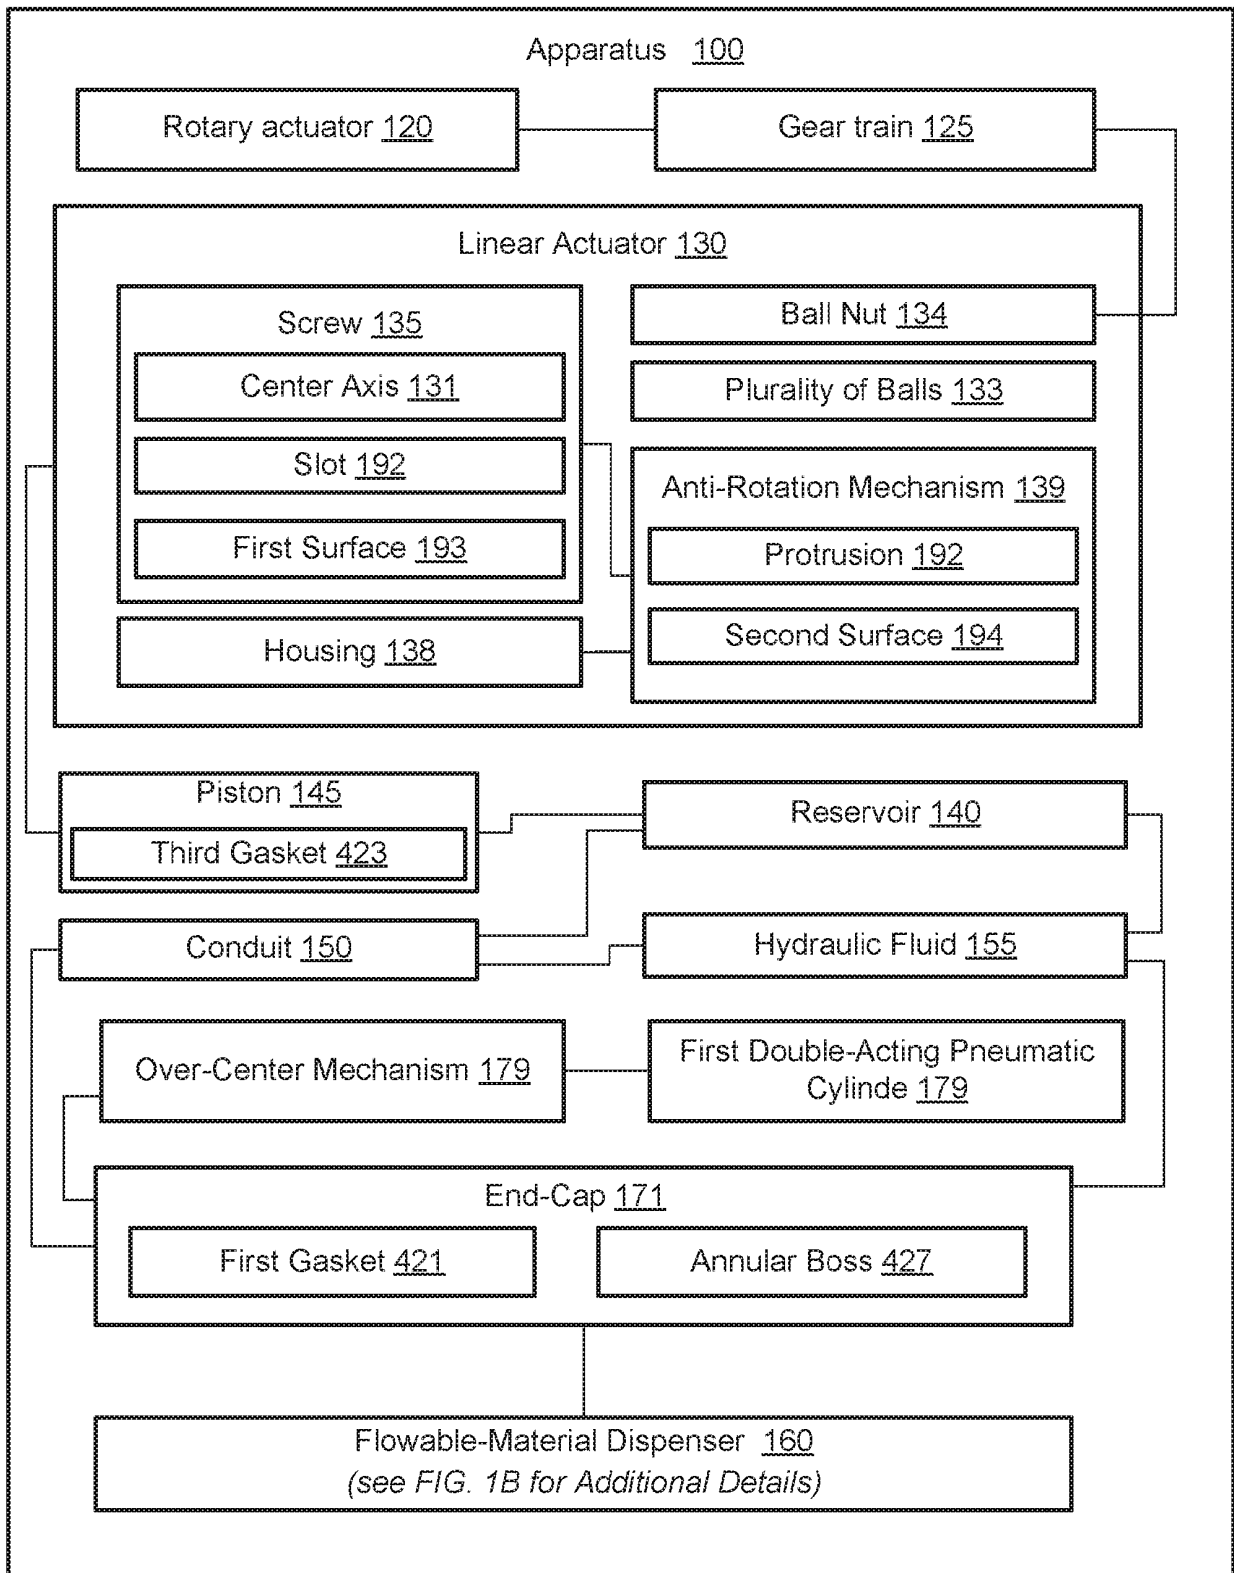 Apparatus 100
Rotary actuator 120
Gear train 125
Linear Actuator 130
Screw 135
Center Axis 131
Slot 192
First Surface 193
Housing 138
Ball Nut 134
Plurality of Balls 133
Anti-Rotation Mechanism 139
Protrusion 192
Second Surface 194
Piston 145
Third Gasket 423
Reservoir 140
Conduit 150
Hydraulic Fluid 155
Over-Center Mechanism 179
First Double-Acting Pneumatic
Cylinde 179
End-Cap 171
First Gasket 421
Annular Boss 427
Flowable-Material Dispenser 160
(see FIG. 1B for Additional Details)